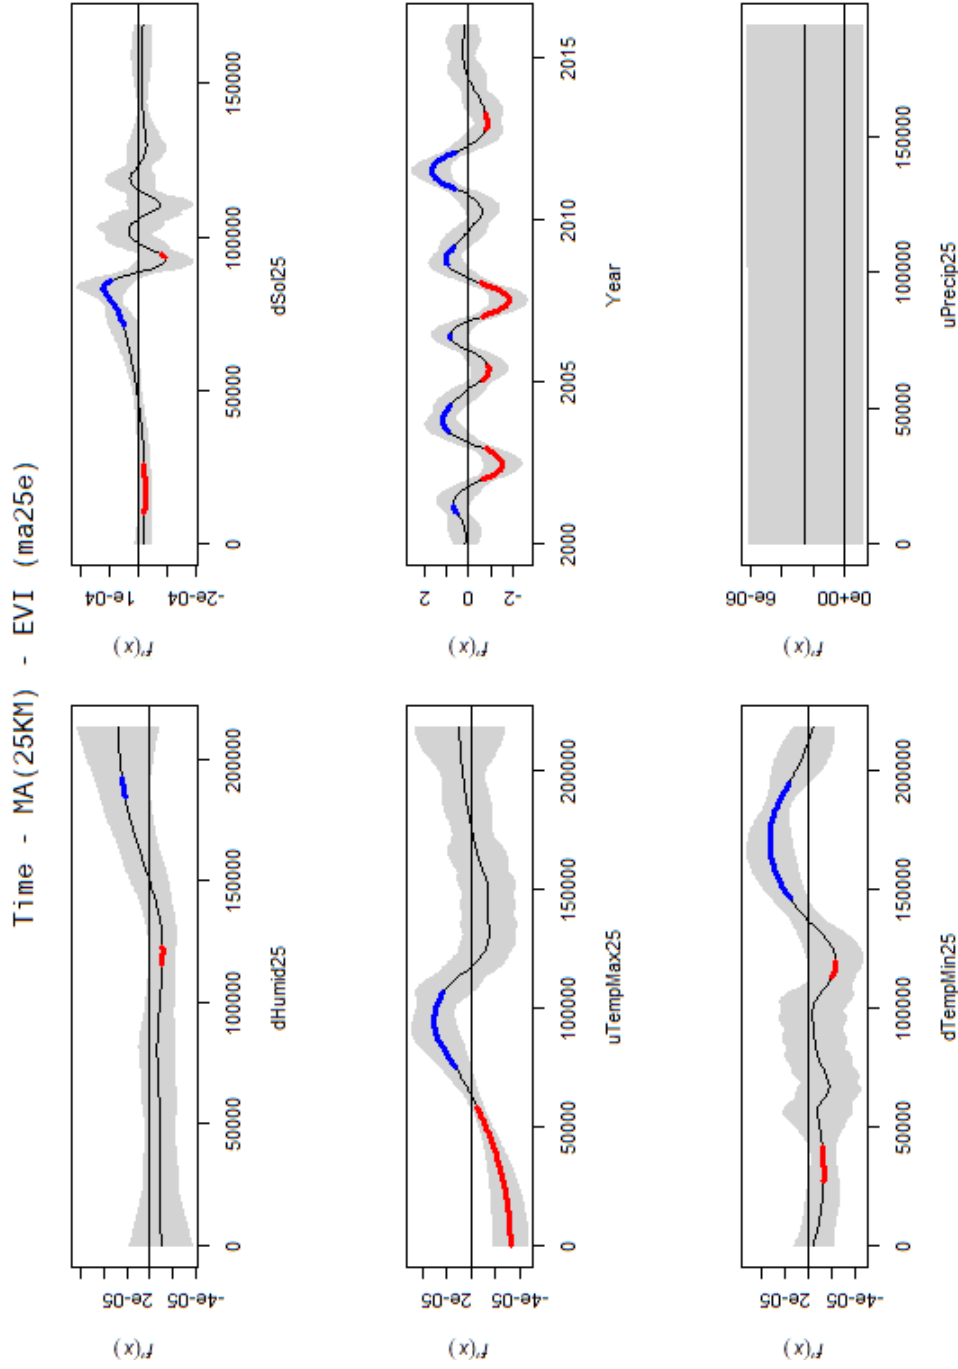 Time - MA(25KM) - EVI (ma25e)
f'(x)
-4e-05 2e-05
0 50000 100000 150000 200000
dHumid25
f'(x)
-2e-04 1e-04
0 50000 100000 150000
dSol25
f'(x)
-4e-05 2e-05
0 50000 100000 150000 200000
uTempMax25
f'(x)
-2 0 2
2000 2005 2010 2015
Year
f'(x)
-4e-05 2e-05
0 50000 100000 150000 200000
dTempMin25
f'(x)
0e+00 6e-06
0 50000 100000 150000
uPrecip25